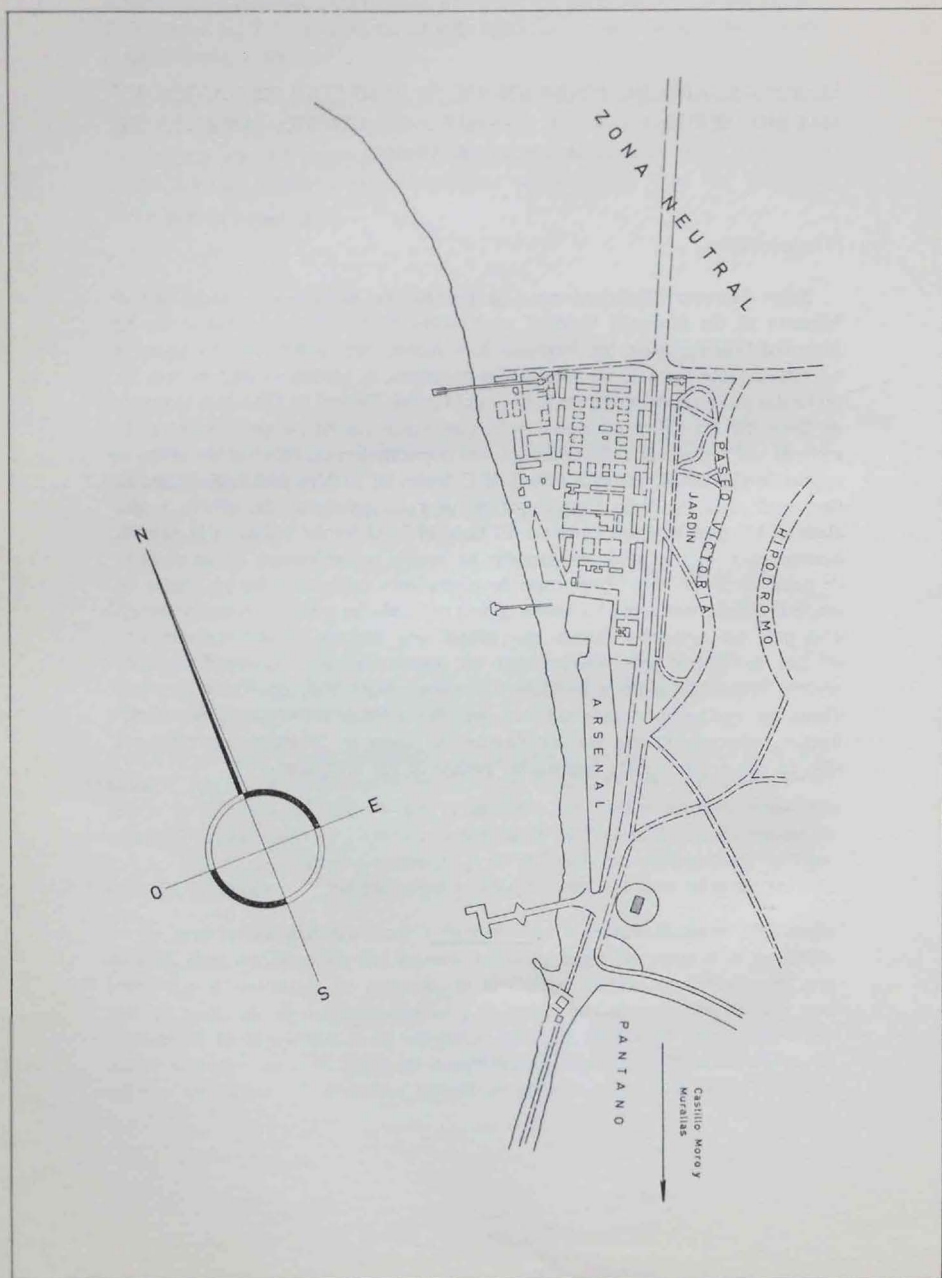 ZONA NEUTRAL
PASEO VICTORIA
JARDIN
HIPODROMO
ARSENAL
N
E
O
S
PANTANO
Castillo Moro y
Murallas